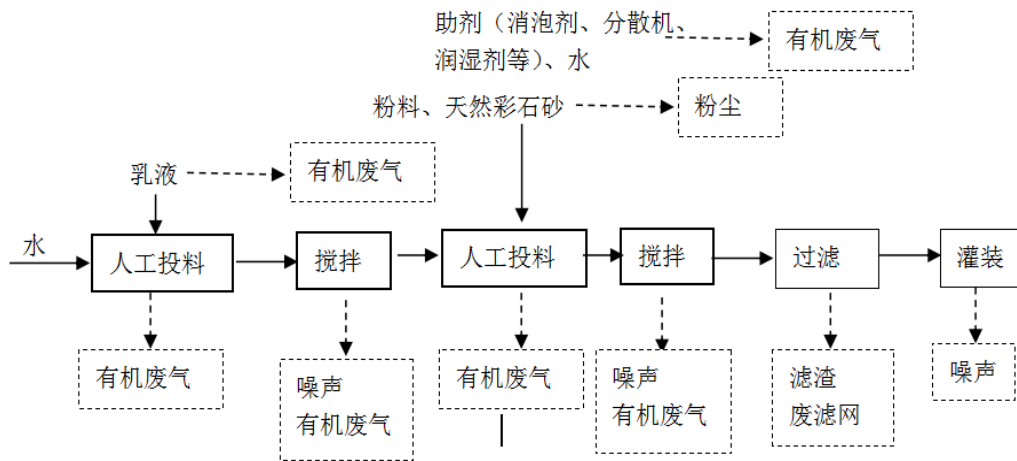 助剂（消泡剂、分散机、
润湿剂等）、水
有机废气
粉料、天然彩石砂
粉尘
乳液
有机废气
水
人工投料
搅拌
人工投料
搅拌
过滤
灌装
有机废气
噪声
有机废气
有机废气
噪声
有机废气
滤渣
废滤网
噪声